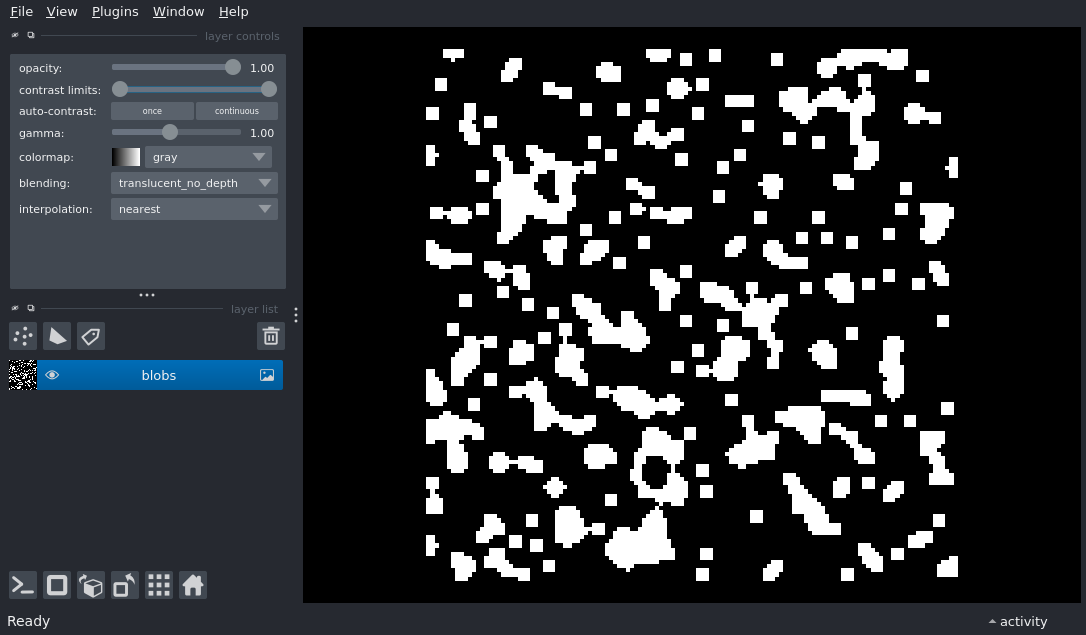 File View Plugins Window Help
layer controls
opacity: 1.00
contrast limits:
auto-contrast: once continuous
gamma: 1.00
colormap: gray
blending: translucent_no_depth
interpolation: nearest
layer list
blobs
Ready activity